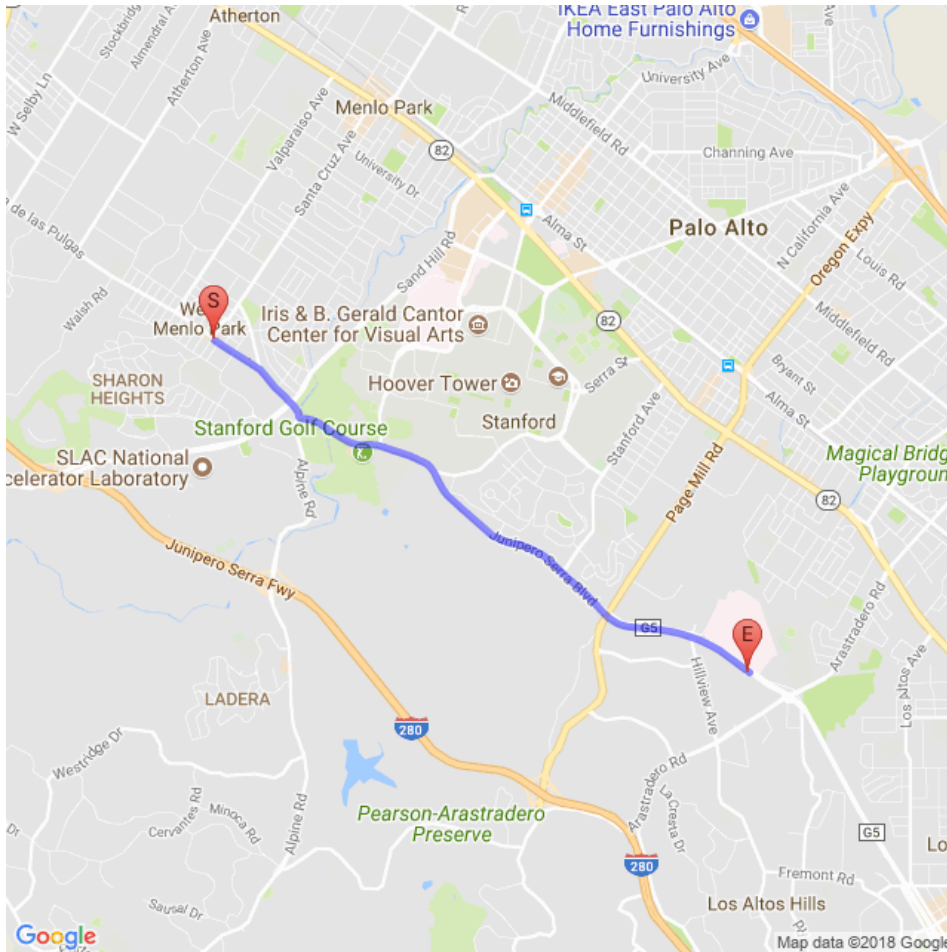 Atherton
IKEA East Palo Alto
Home Furnishings
Stockbridge
Almendral Av
Atherton Ave
W Selby Ln
Valparaiso Ave
Menlo Park
University Ave
Middlefield Rd
82
Channing Ave
Santa Cruz Ave
University Dr
de las Pulgas
Sand Hill Rd
Alma St
Palo Alto
N California Ave
Oregon Expy
Louis Rd
Walsh Rd
S
We
Menlo Park
Iris & B. Gerald Cantor
Center for Visual Arts
82
Middlefield Rd
SHARON
HEIGHTS
Hoover Tower
Serra St
Bryant St
Alma St
Stanford
Stanford Ave
Stanford Golf Course
SLAC National
celerator Laboratory
Alpine Rd
Page Mill Rd
Magical Bridg
Playgroun
82
Junipero Serra Fwy
Junipero Serra Blvd
G5
E
Hillview Ave
Arastradero Rd
Los Altos Ave
LADERA
280
Westridge Dr
Arastradero Rd
La Cresta Dr
Cervantes Rd
Minoca Rd
Alpine Rd
Dr
Pearson-Arastradero
Preserve
G5
Lo
280
Fremont Rd
Sausal Dr
Los Altos Hills
Google
Map data ©2018 Google